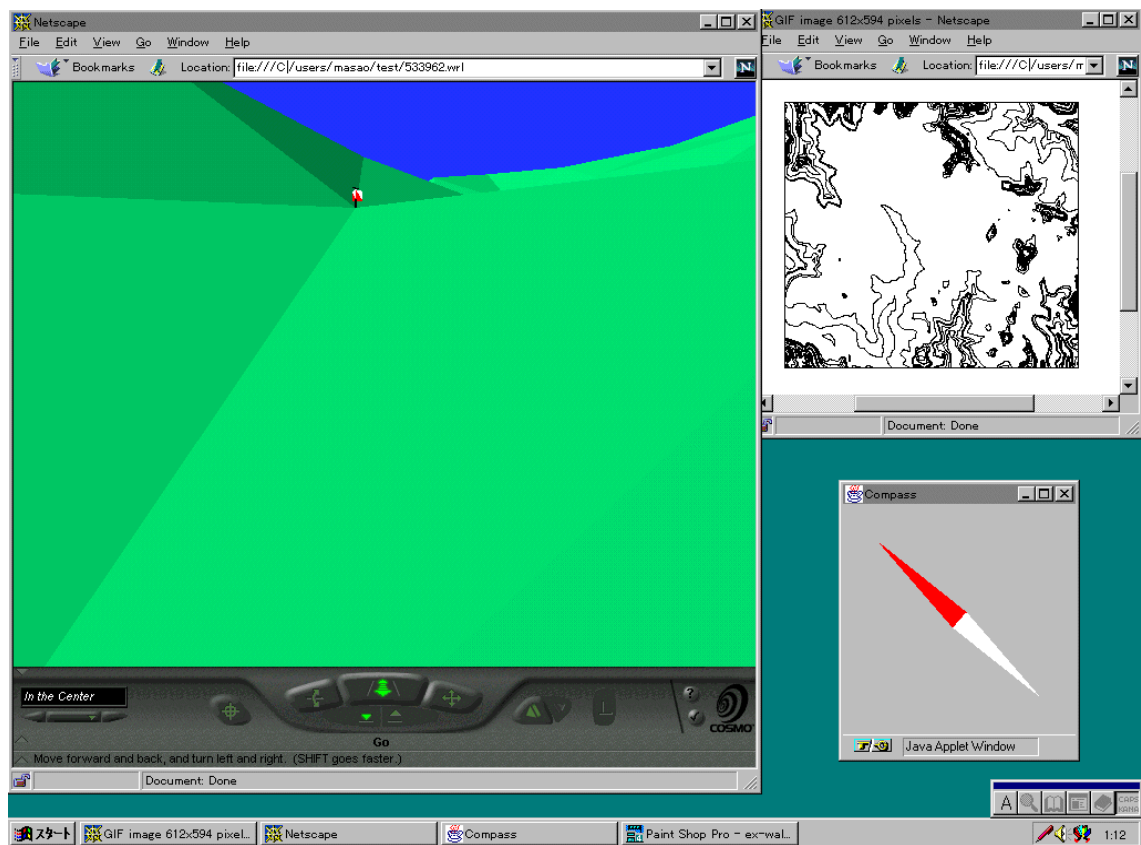 Netscape
File Edit View Go Window Help
Bookmarks Location: file:///C|/users/masao/test/533962.wrl
N
In the Center
Go
Move forward and back, and turn left and right. (SHIFT goes faster.)
?
COSMO
Document: Done
GIF image 612x594 pixels - Netscape
File Edit View Go Window Help
Bookmarks Location: file:///C|/users/m
N
Document: Done
Compass
Java Applet Window
A
CAPS
KANA
スタート
GIF image 612x594 pixel...
Netscape
Compass
Paint Shop Pro - ex-wal...
1:12